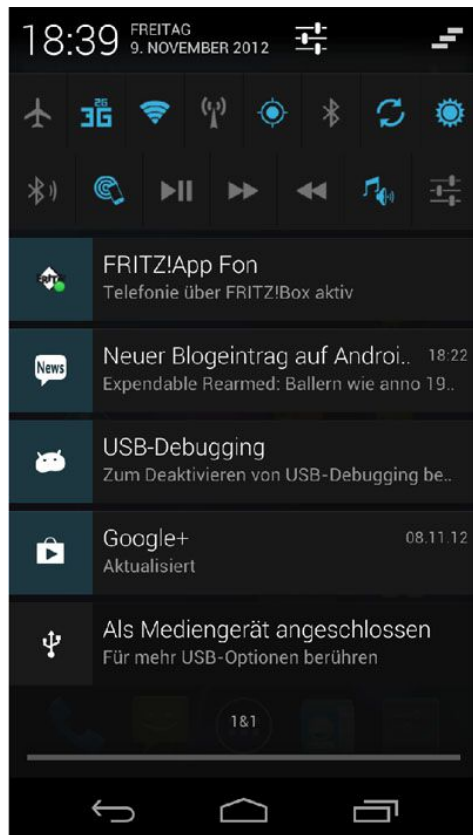 18:39
FREITAG
9. NOVEMBER 2012
2G
3G
FRITZ!App Fon
Telefonie über FRITZ!Box aktiv
News
Neuer Blogeintrag auf Androi.. 18:22
Expendable Rearmed: Ballern wie anno 19..
USB-Debugging
Zum Deaktivieren von USB-Debugging be..
Google+ 08.11.12
Aktualisiert
Als Mediengerät angeschlossen
Für mehr USB-Optionen berühren
1&1